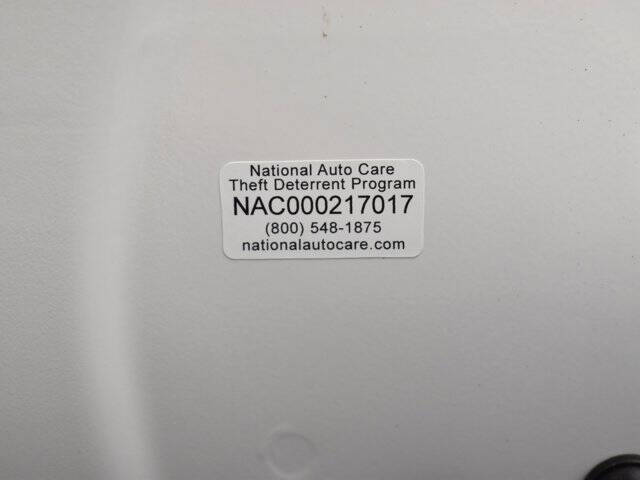 National Auto Care
Theft Deterrent Program
NAC000217017
(800) 548-1875
nationalautocare.com